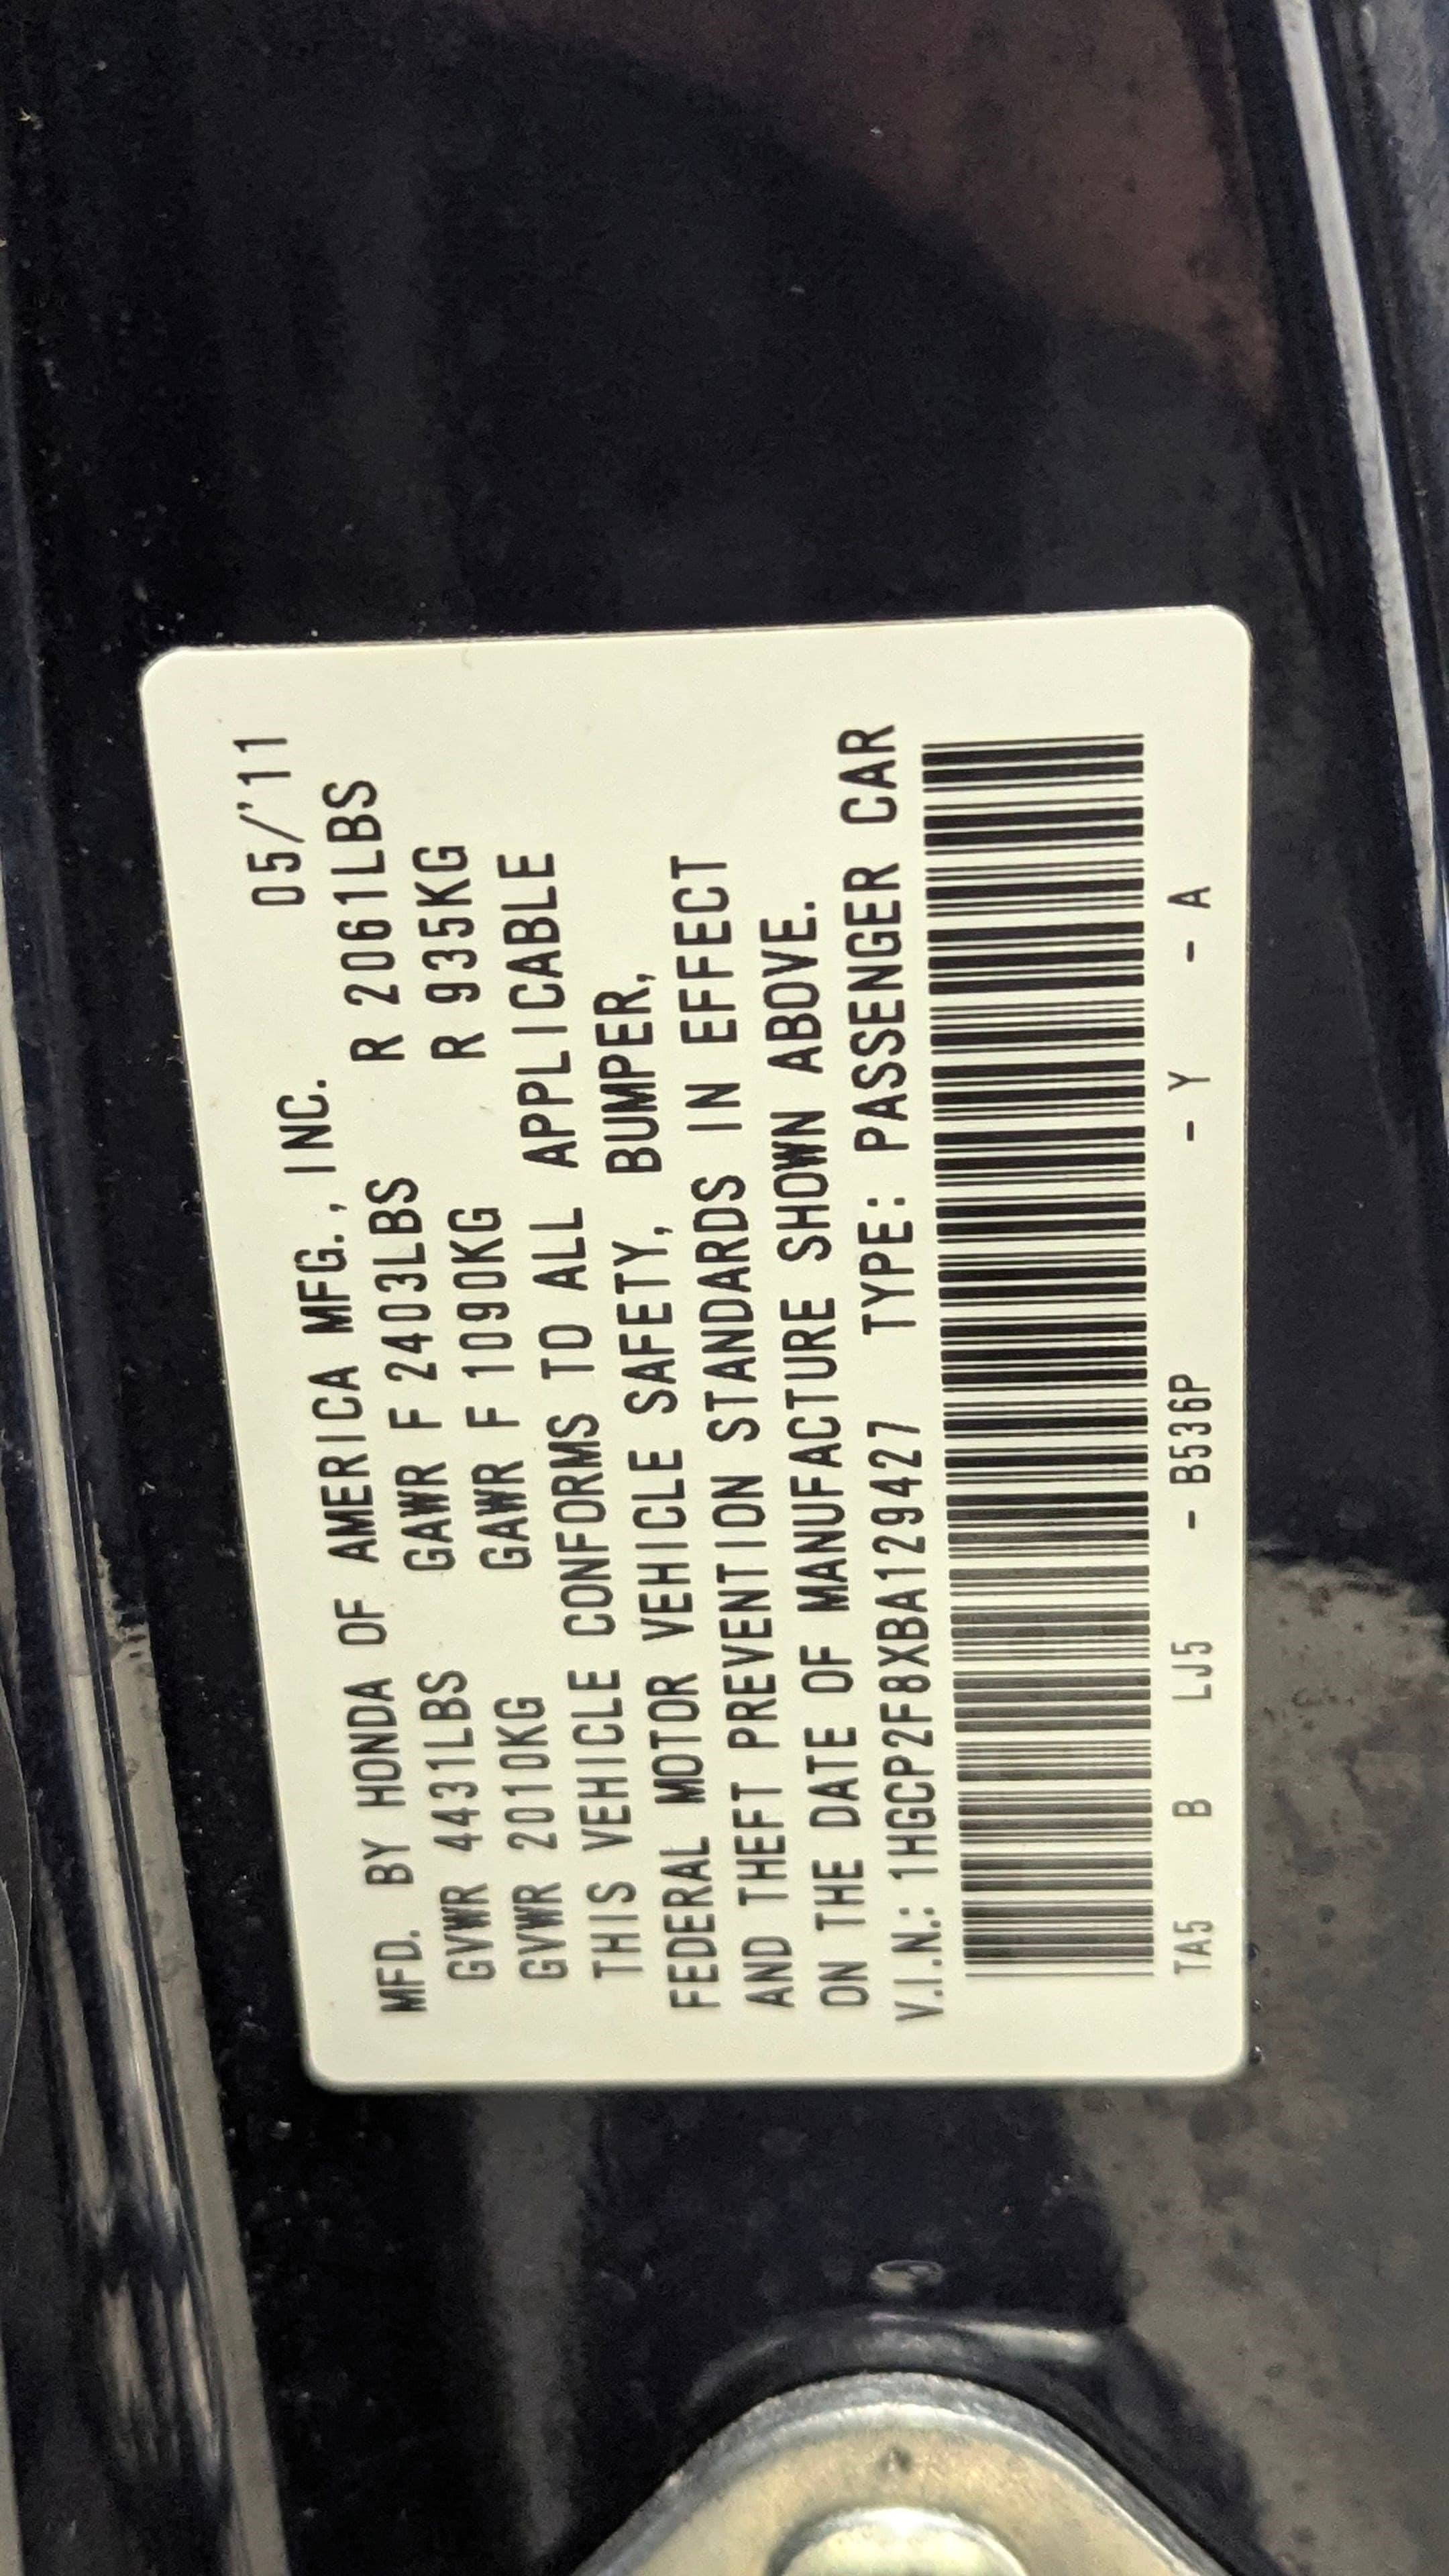 MFD. BY HONDA OF AMERICA MFG., INC. 05/'11
GVWR 4431LBS GAWR F 2403LBS R 2061LBS
GVWR 2010KG GAWR F 1090KG R 935KG
THIS VEHICLE CONFORMS TO ALL APPLICABLE
FEDERAL MOTOR VEHICLE SAFETY, BUMPER,
AND THEFT PREVENTION STANDARDS IN EFFECT
ON THE DATE OF MANUFACTURE SHOWN ABOVE.
V.I.N.: 1HGCP2F8XBA129427 TYPE: PASSENGER CAR
TA5 B LJ5 - B536P - Y - A